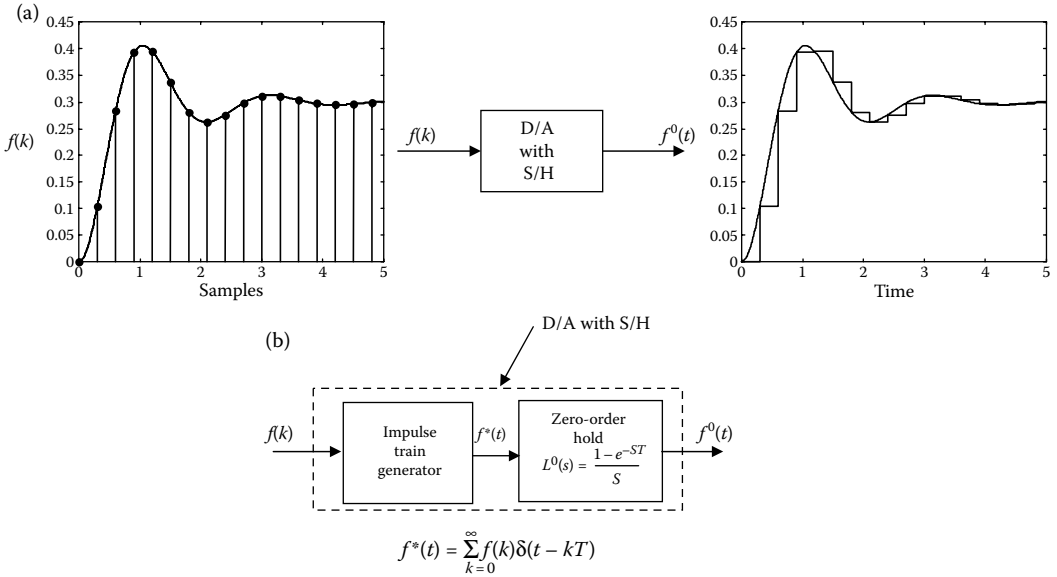 (a)
0.45
0.4
0.35
0.3
0.25
0.2
0.15
0.1
0.05
0
f(k)
0 1 2 3 4 5
Samples
f(k)
D/A
with
S/H
f⁰(t)
0.45
0.4
0.35
0.3
0.25
0.2
0.15
0.1
0.05
0
0 1 2 3 4 5
Time
(b)
D/A with S/H
f(k)
Impulse
train
generator
f*(t)
Zero-order
hold
L⁰(s) = (1 – e^–ST)/S
f⁰(t)
f*(t) = ∑_{k=0}^{∞} f(k)δ(t – kT)